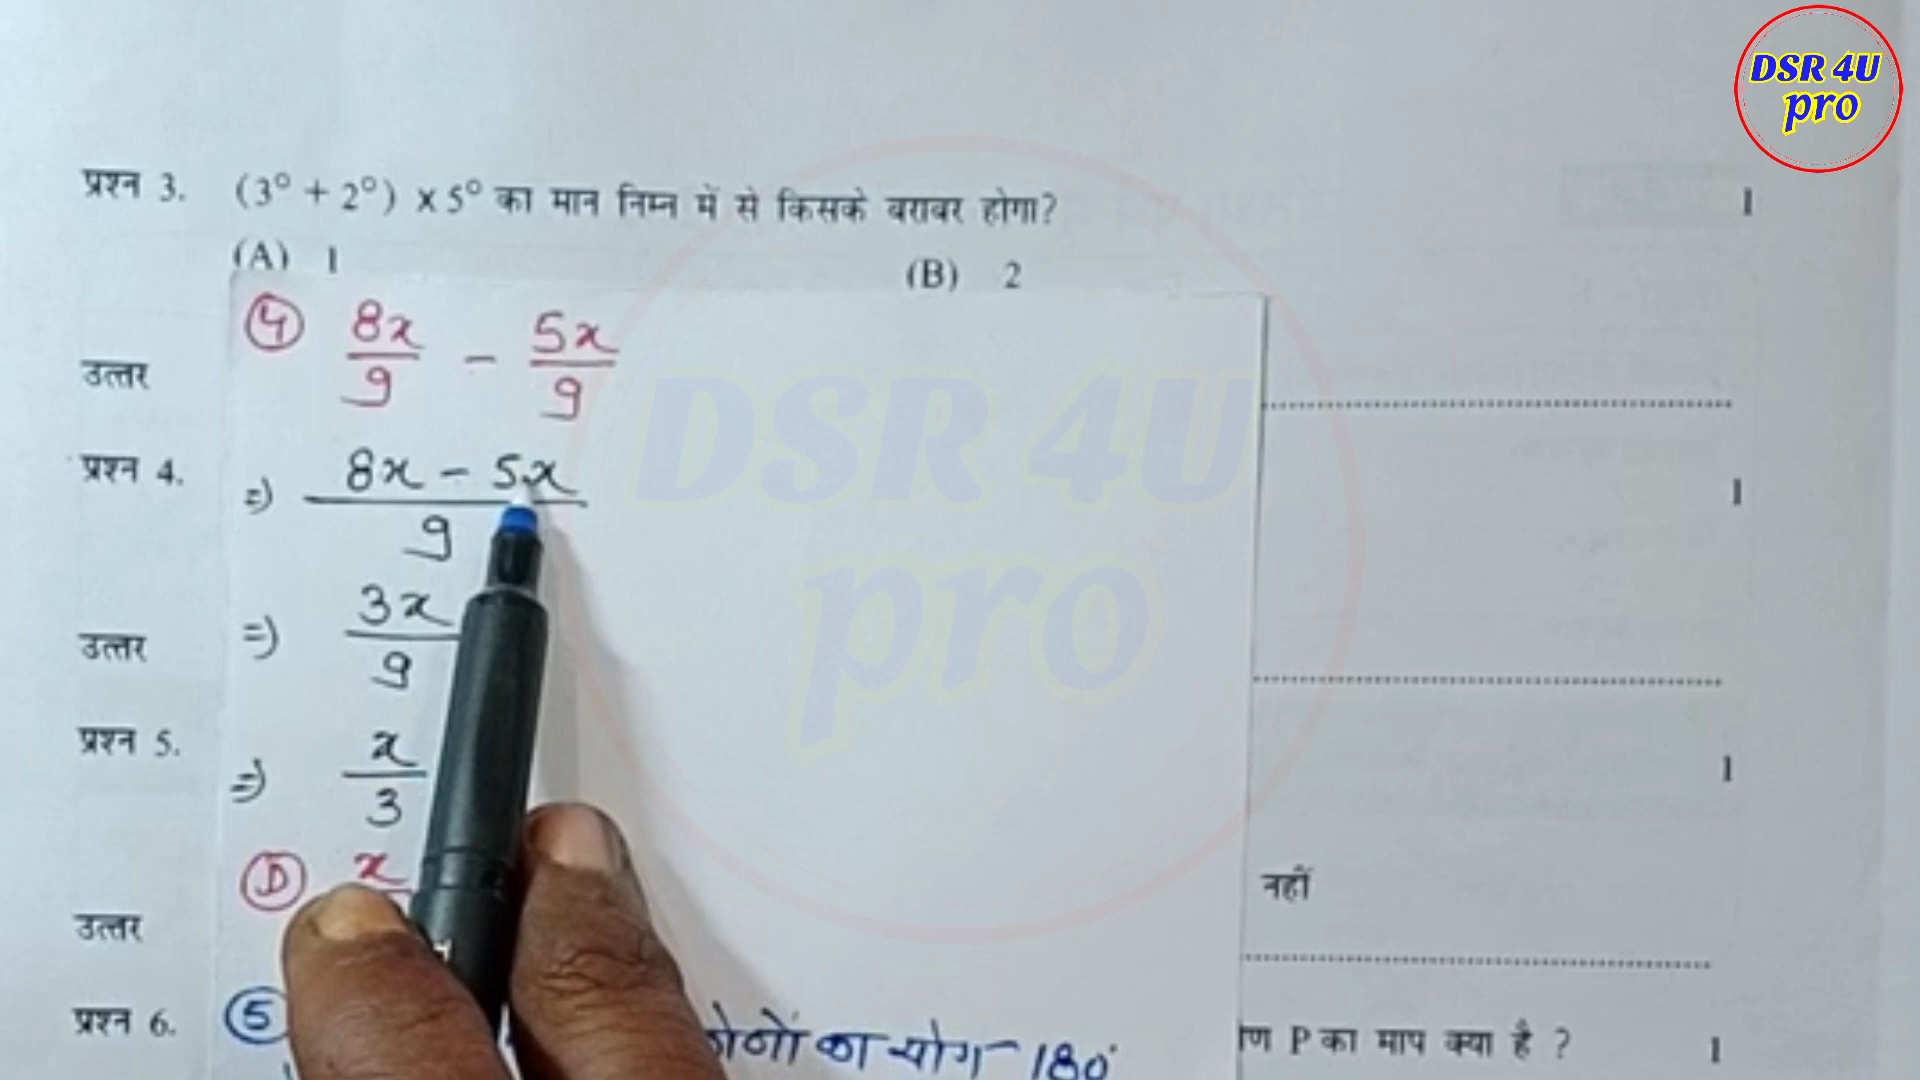 DSR 4U
pro
प्रश्न 3. (3° + 2°) × 5° का मान निम्न में से किसके बराबर होगा? 1
(A) 1 (B) 2
4 8x/9 - 5x/9
उत्तर
प्रश्न 4. 1
=) 8x - 5x / 9
=) 3x/9
उत्तर
प्रश्न 5. 1
=) x/3
DSR 4U
pro
D x
नहीं
उत्तर
प्रश्न 6. P का माप क्या है ? 1
5 का योग 180°